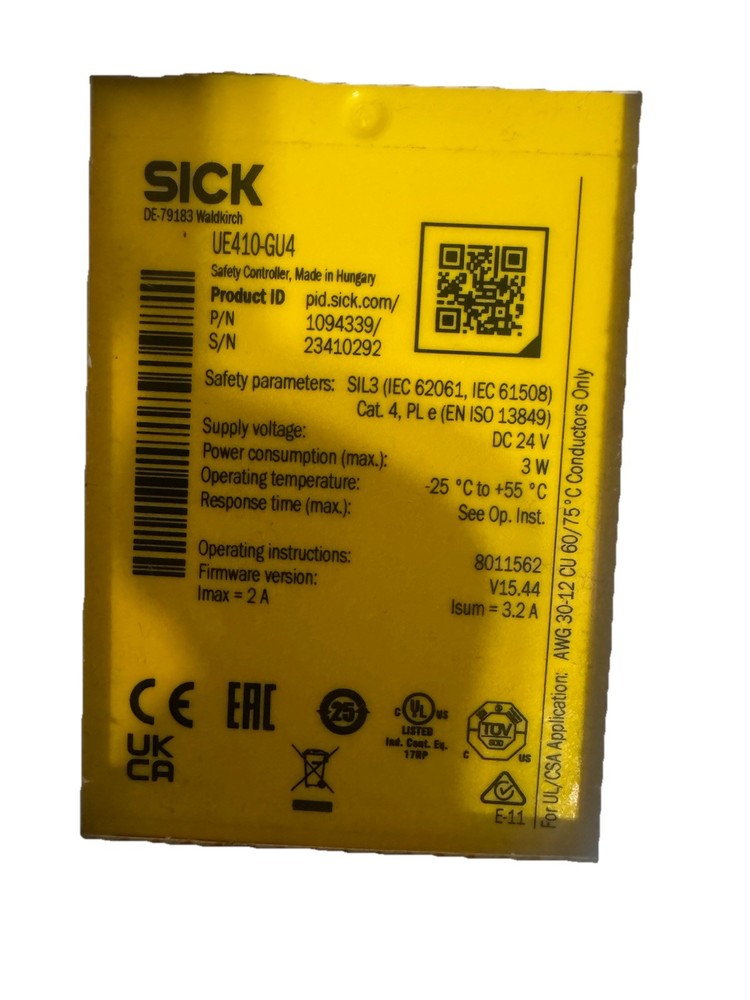 SICK
DE-79183 Waldkirch
UE410-GU4
Safety Controller, Made in Hungary
Product ID pid.sick.com/
P/N 1094339/
S/N 23410292
Safety parameters: SIL3 (IEC 62061, IEC 61508)
Cat. 4, PL e (EN ISO 13849)
Supply voltage: DC 24 V
Power consumption (max.): 3 W
Operating temperature: -25 °C to +55 °C
Response time (max.): See Op. Inst.
Operating instructions: 8011562
Firmware version: V15.44
Imax = 2 A Isum = 3.2 A
CE EAC 25 C UL US
LISTED
Ind. Cont. Eq.
17BP
TÜV
SÜD
C US
UK
CA
E-11
For UL/CSA Application: AWG 30-12 CU 60/75 °C Conductors Only